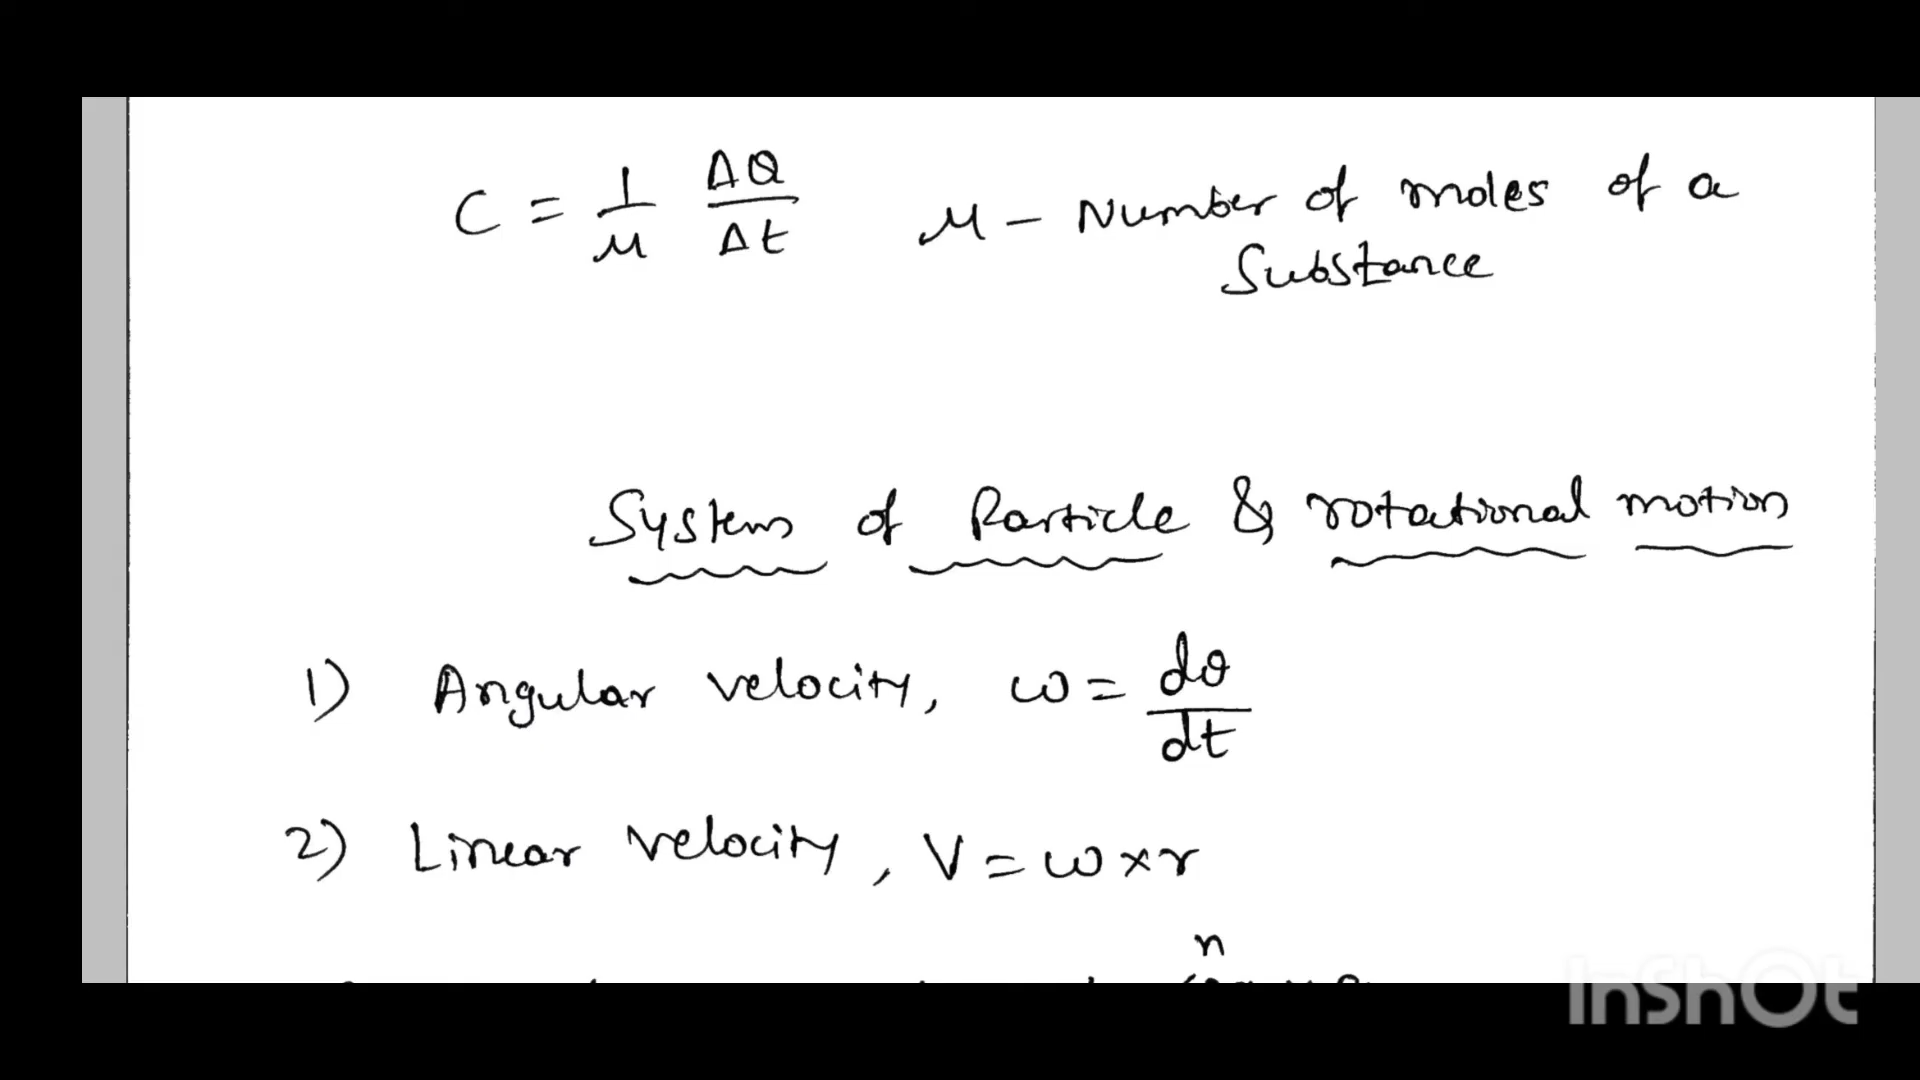 C = 1/μ ΔQ/Δt μ – Number of moles of a
Substance
System of Particle & rotational motion
1) Angular velocity, ω = dθ/dt
2) Linear velocity, V = ω × r
n
InShOt